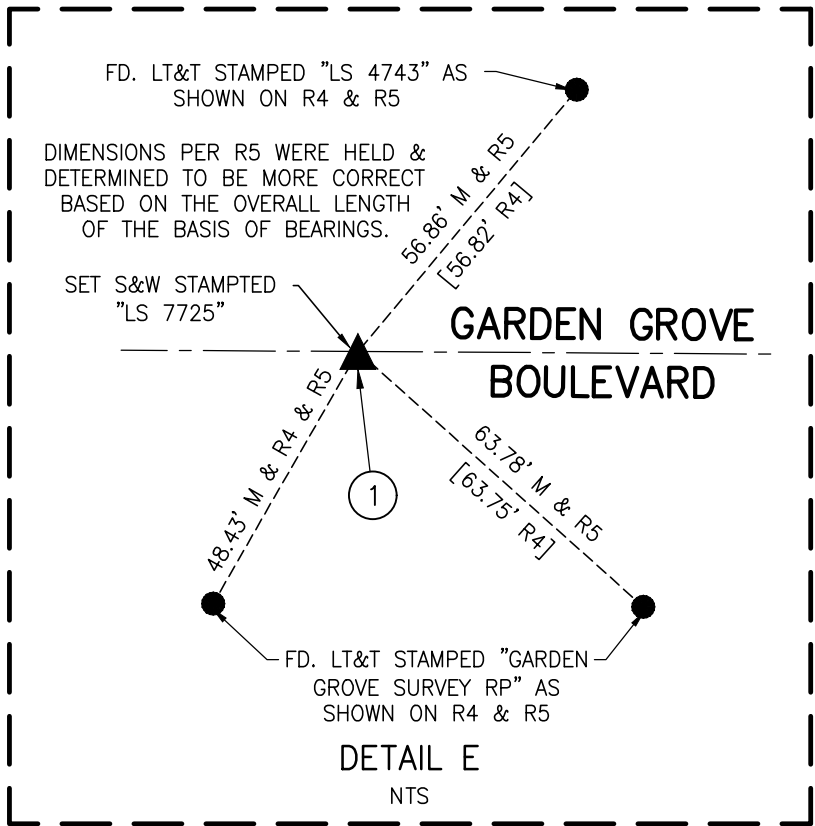 FD. LT&T STAMPED "LS 4743" AS
SHOWN ON R4 & R5
DIMENSIONS PER R5 WERE HELD &
DETERMINED TO BE MORE CORRECT
BASED ON THE OVERALL LENGTH
OF THE BASIS OF BEARINGS.
56.86' M & R5
[56.82' R4]
SET S&W STAMPTED
"LS 7725"
GARDEN GROVE
BOULEVARD
48.43' M & R4 & R5
63.78' M & R5
[63.75' R4]
1
FD. LT&T STAMPED "GARDEN
GROVE SURVEY RP" AS
SHOWN ON R4 & R5
DETAIL E
NTS